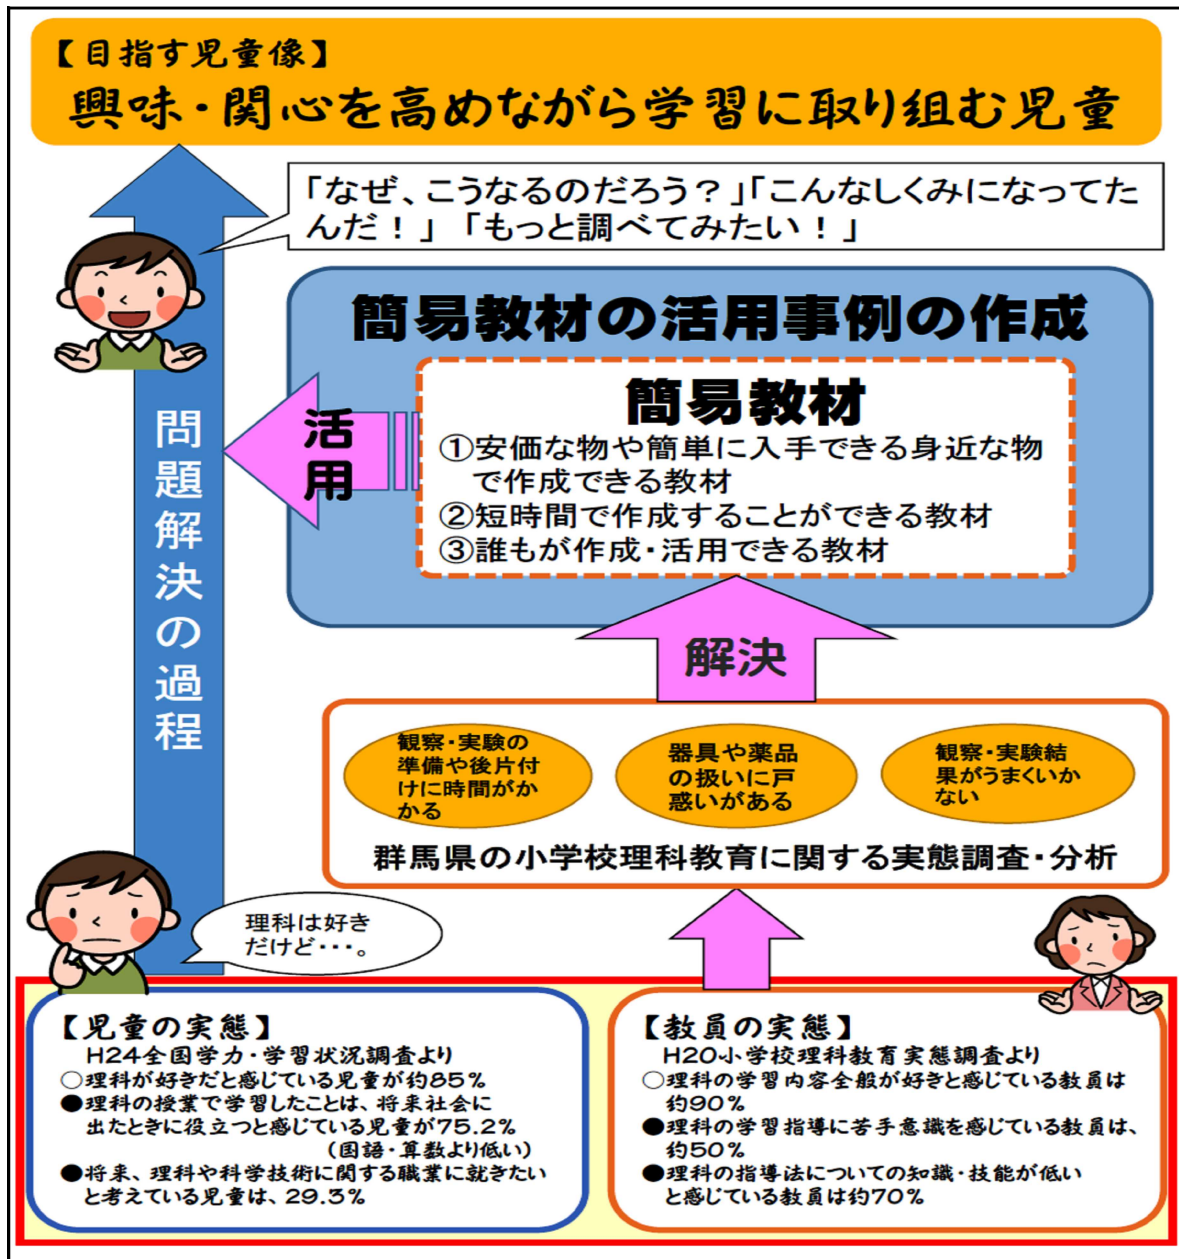 【目指す児童像】
興味・関心を高めながら学習に取り組む児童
「なぜ、こうなるのだろう？」「こんなしくみになってた
んだ！」「もっと調べてみたい！」
簡易教材の活用事例の作成
簡易教材
①安価な物や簡単に入手できる身近な物
で作成できる教材
②短時間で作成することができる教材
③誰もが作成・活用できる教材
活
用
問
題
解
決
の
過
程
解決
観察・実験の
準備や後片付
けに時間がか
かる
器具や薬品
の扱いに戸
惑いがある
観察・実験結
果がうまくいか
ない
群馬県の小学校理科教育に関する実態調査・分析
理科は好き
だけど・・・。
【児童の実態】
H24全国学力・学習状況調査より
○理科が好きだと感じている児童が約85%
●理科の授業で学習したことは、将来社会に
出たときに役立つと感じている児童が75.2%
（国語・算数より低い）
●将来、理科や科学技術に関する職業に就きたい
と考えている児童は、29.3%
【教員の実態】
H20小学校理科教育実態調査より
○理科の学習内容全般が好きと感じている教員は
約90%
●理科の学習指導に苦手意識を感じている教員は、
約50%
●理科の指導法についての知識・技能が低い
と感じている教員は約70%